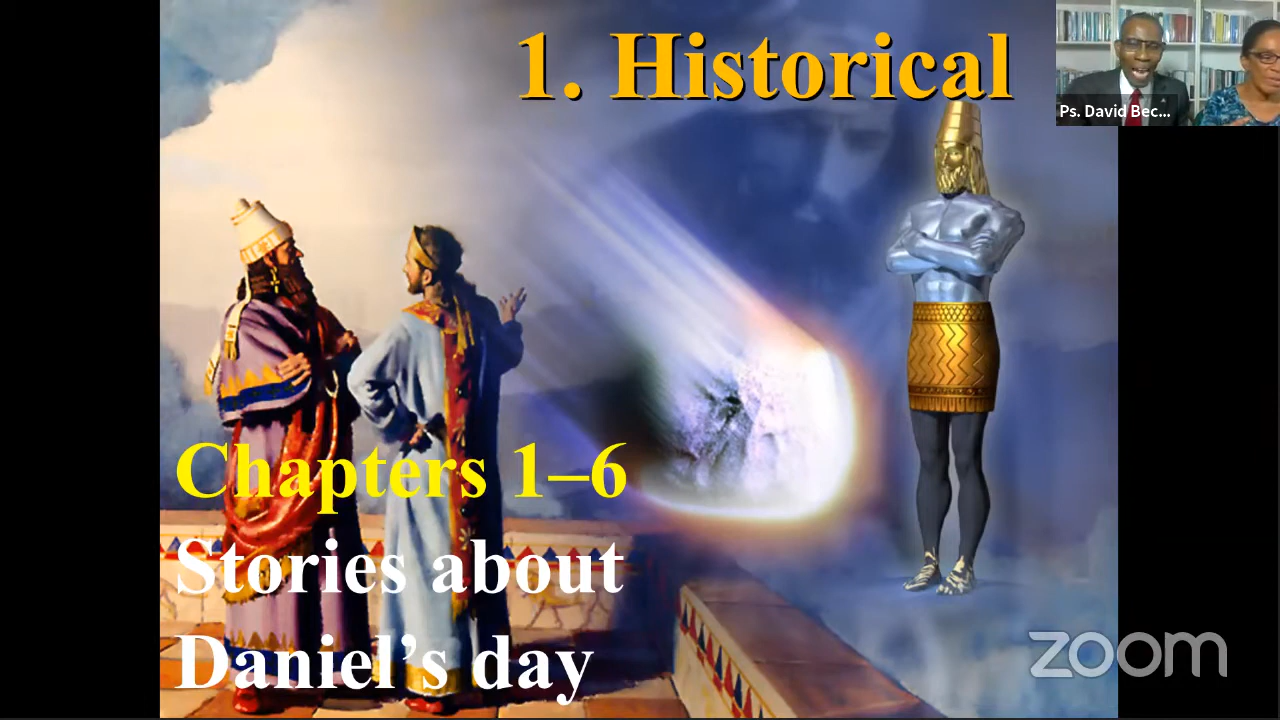 1. Historical
Ps. David Bec...
Chapters 1–6
Stories about
Daniel's day
zoom